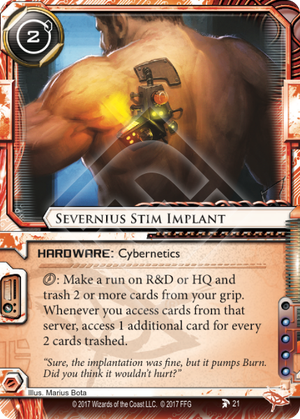 2
SEVERNIUS STIM IMPLANT
HARDWARE: Cybernetics
: Make a run on R&D or HQ and
trash 2 or more cards from your grip.
Whenever you access cards from that
server, access 1 additional card for every
2 cards trashed.
"Sure, the implantation was fine, but it pumps Burn.
Did you think it wouldn't hurt?"
Illus. Marius Bota
© 2017 Wizards of the Coast LLC. © 2017 FFG
21